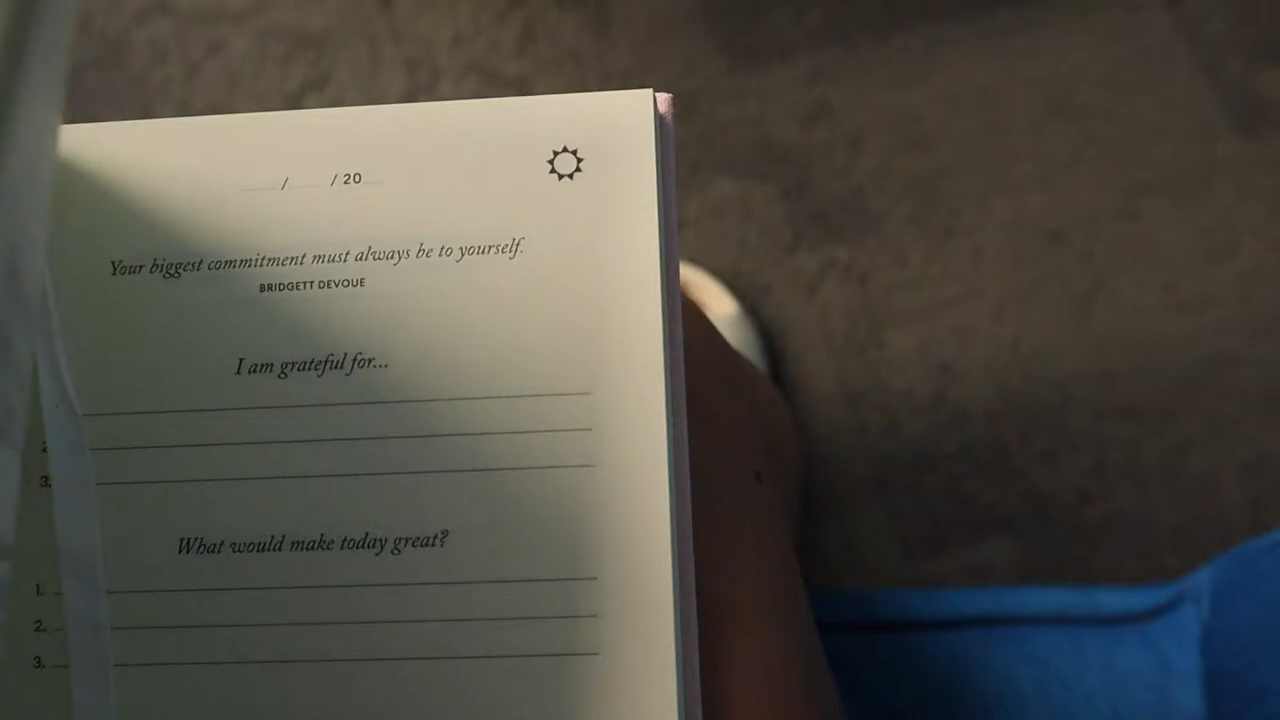 / / 20
Your biggest commitment must always be to yourself.
BRIDGETT DEVOUE
I am grateful for...
2
3.
What would make today great?
1.
2.
3.